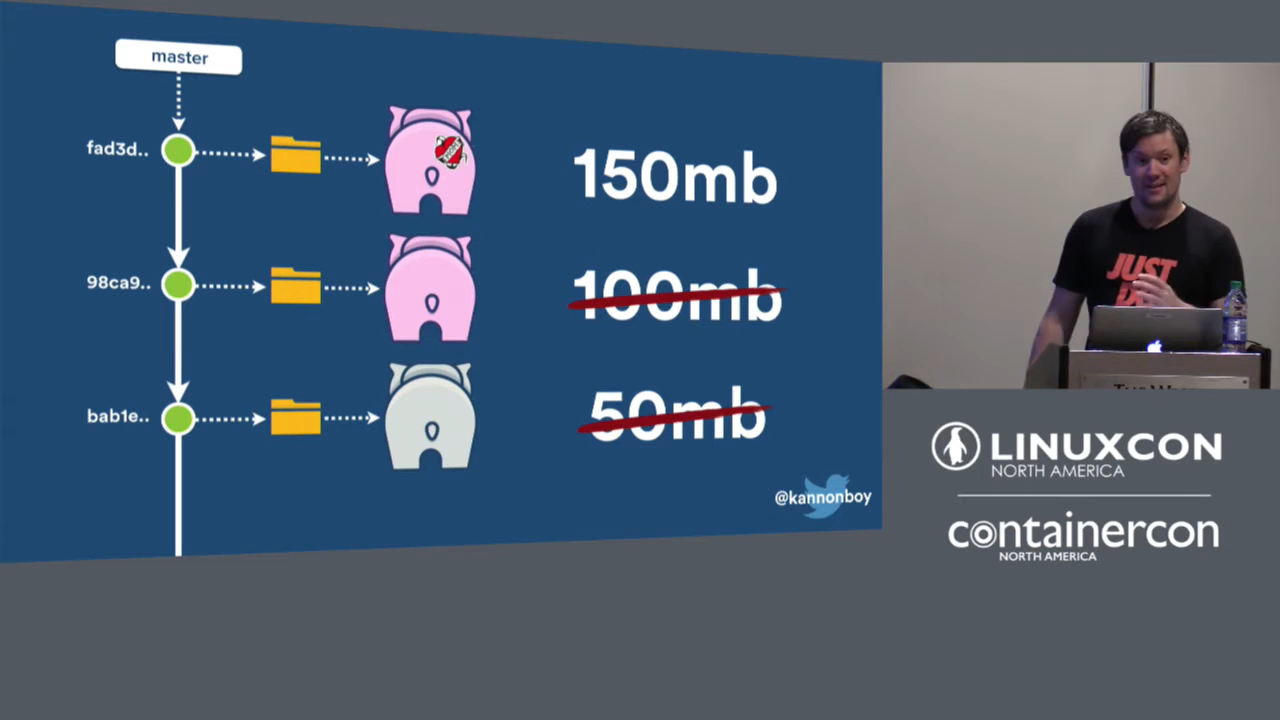 master
fad3d..
150mb
98ca9..
100mb
bab1e..
50mb
@kannonboy
JUST
LINUXCON
NORTH AMERICA
containercon
NORTH AMERICA